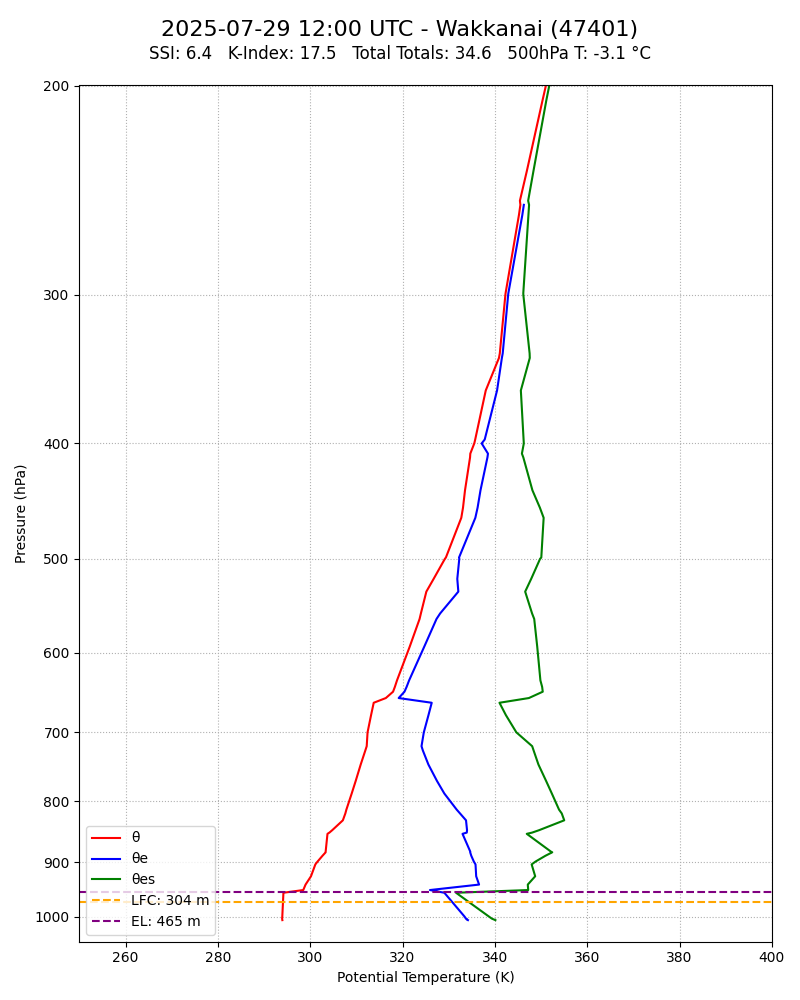 2025-07-29 12:00 UTC - Wakkanai (47401)
SSI: 6.4   K-Index: 17.5   Total Totals: 34.6   500hPa T: -3.1 °C
200
300
400
500
600
700
800
900
1000
Pressure (hPa)
θ
θe
θes
LFC: 304 m
EL: 465 m
260 280 300 320 340 360 380 400
Potential Temperature (K)